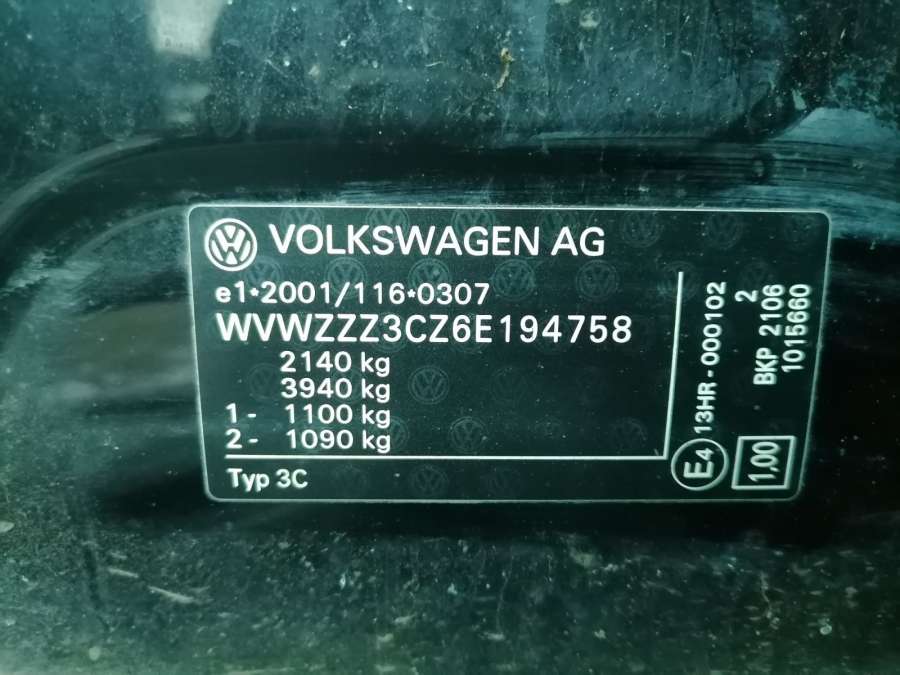 VOLKSWAGEN AG
e1*2001/116*0307
WVWZZZ3CZ6E194758
2140 kg
3940 kg
1- 1100 kg
2- 1090 kg
Typ 3C
E4 13HR-000102
2
BKP 2106
1015660
1,00